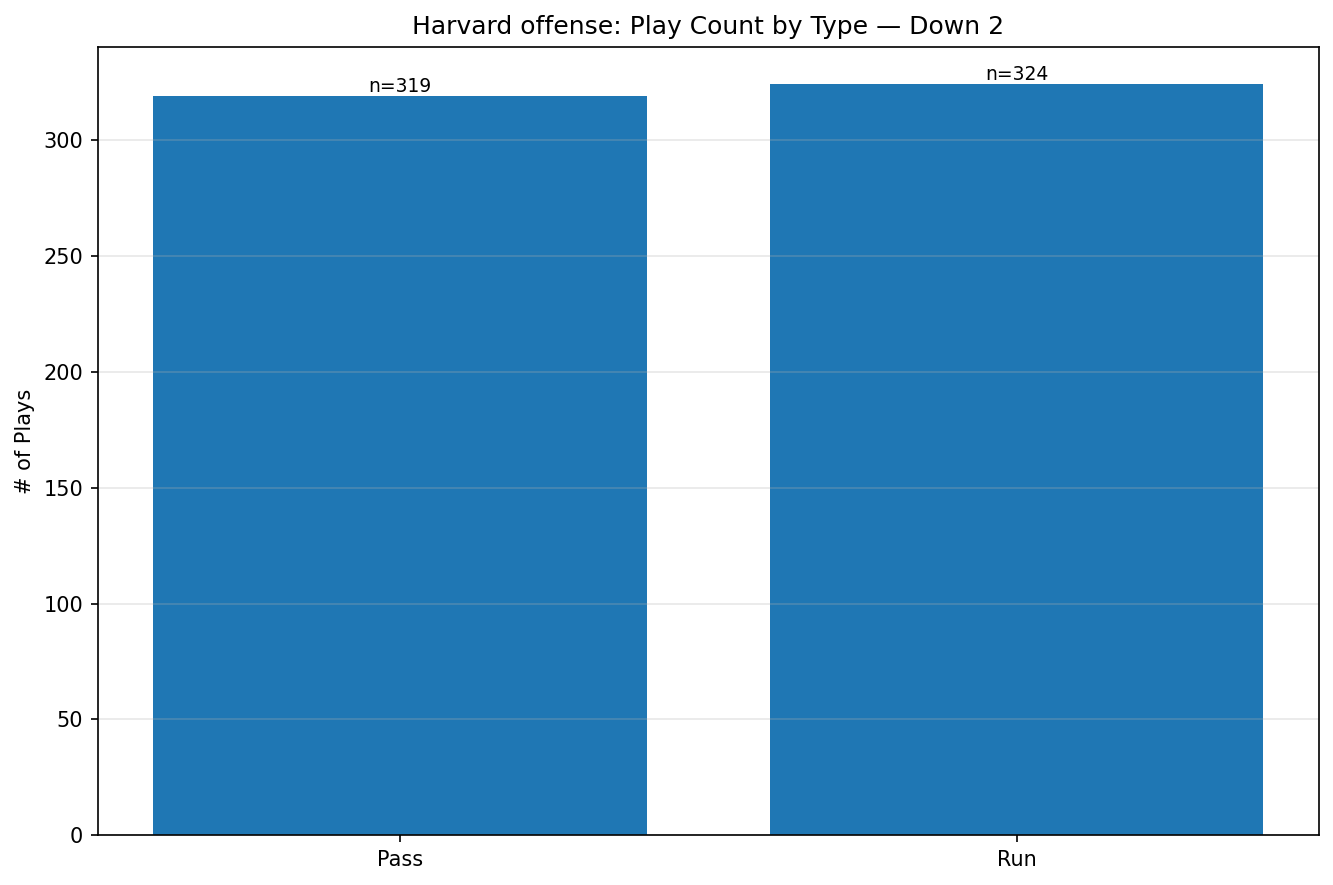 Harvard offense: Play Count by Type — Down 2
n=319
n=324
300
250
200
150
100
50
0
# of Plays
Pass
Run